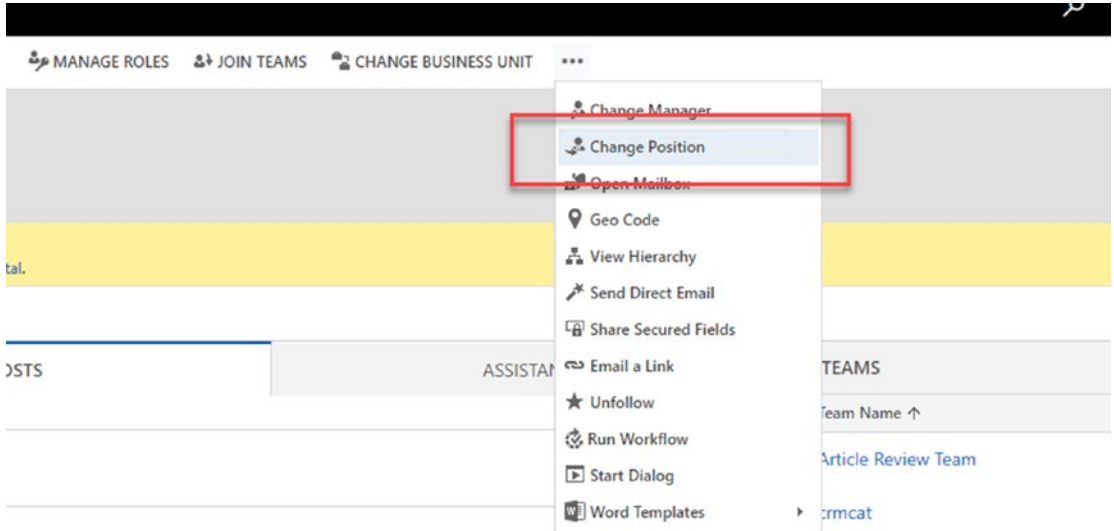 MANAGE ROLES JOIN TEAMS CHANGE BUSINESS UNIT ...
Change Manager
Change Position
Open Mailbox
Geo Code
View Hierarchy
tal.
Send Direct Email
Share Secured Fields
OSTS ASSISTAN Email a Link TEAMS
Unfollow Team Name ↑
Run Workflow
Article Review Team
Start Dialog
Word Templates crmcat